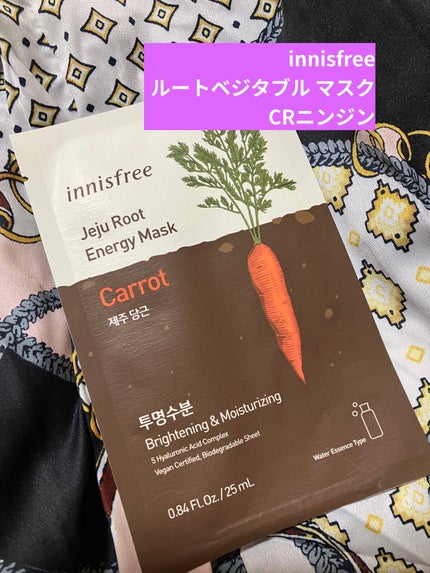 innisfree
ルートベジタブル マスク
CRニンジン
innisfree
Jeju Root
Energy Mask
Carrot
제주 당근
투명수분
Brightening & Moisturizing
5 Hyaluronic Acid Complex
Vegan Certified, Biodegradable Sheet
Water Essence Type
0.84 Fl. Oz. / 25 mL